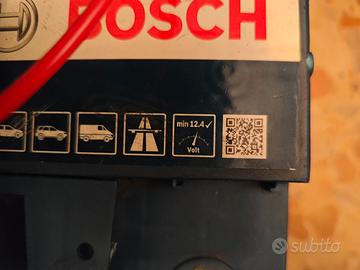 BOSCH
min 12.4✓
Volt
subito